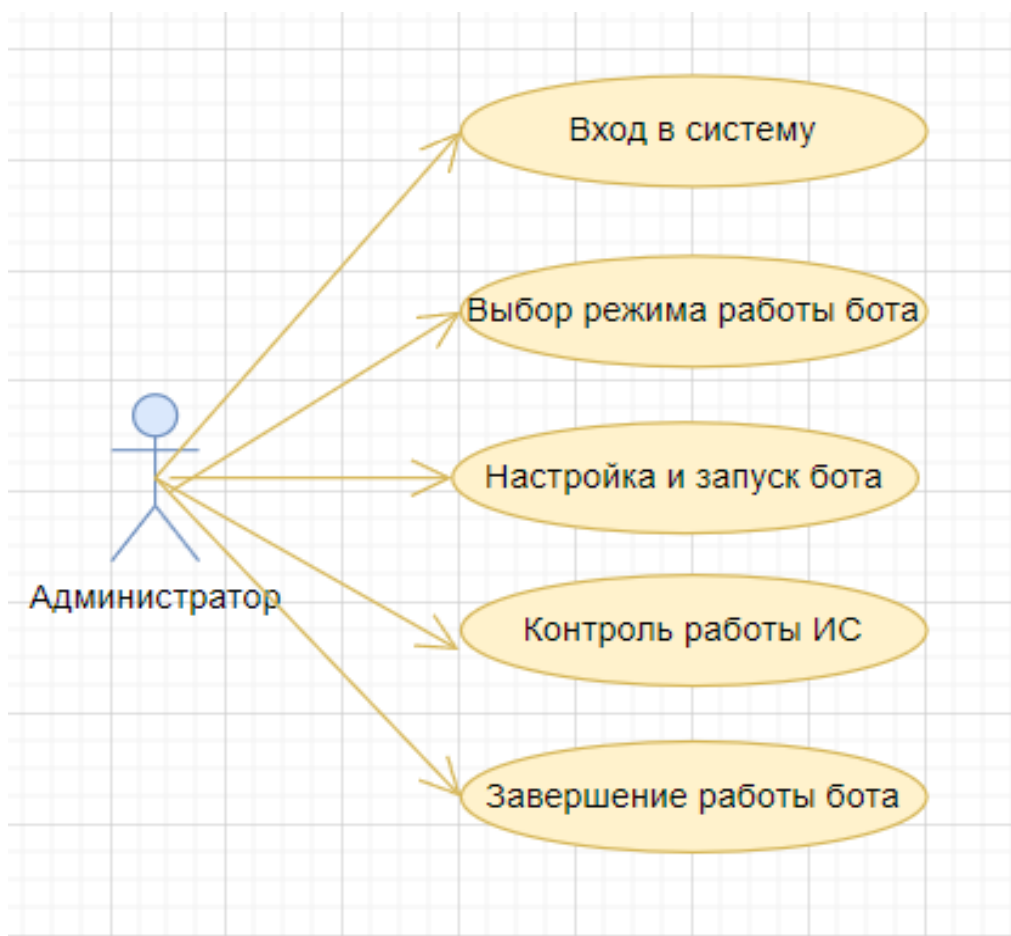 Вход в систему
Выбор режима работы бота
Настройка и запуск бота
Администратор
Контроль работы ИС
Завершение работы бота